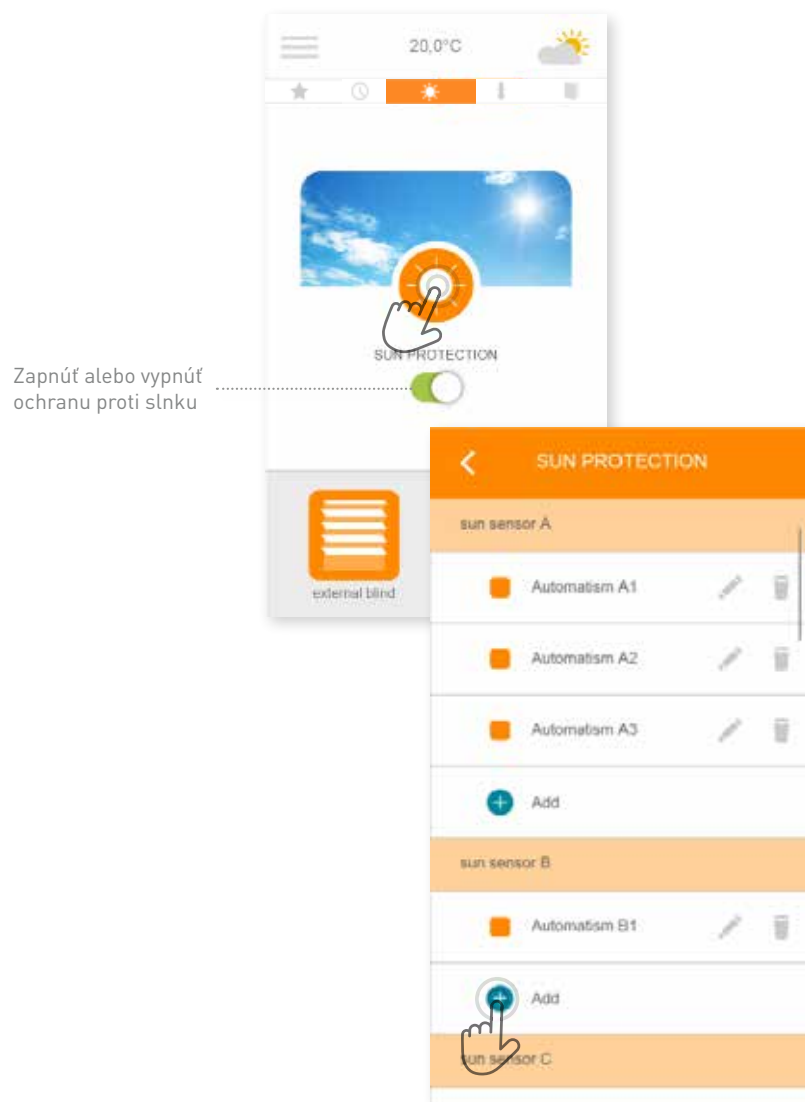 20,0°C
SUN PROTECTION
Zapnúť alebo vypnúť
ochranu proti slnku
external blind
SUN PROTECTION
sun sensor A
Automatism A1
Automatism A2
Automatism A3
Add
sun sensor B
Automatism B1
Add
sun sensor C